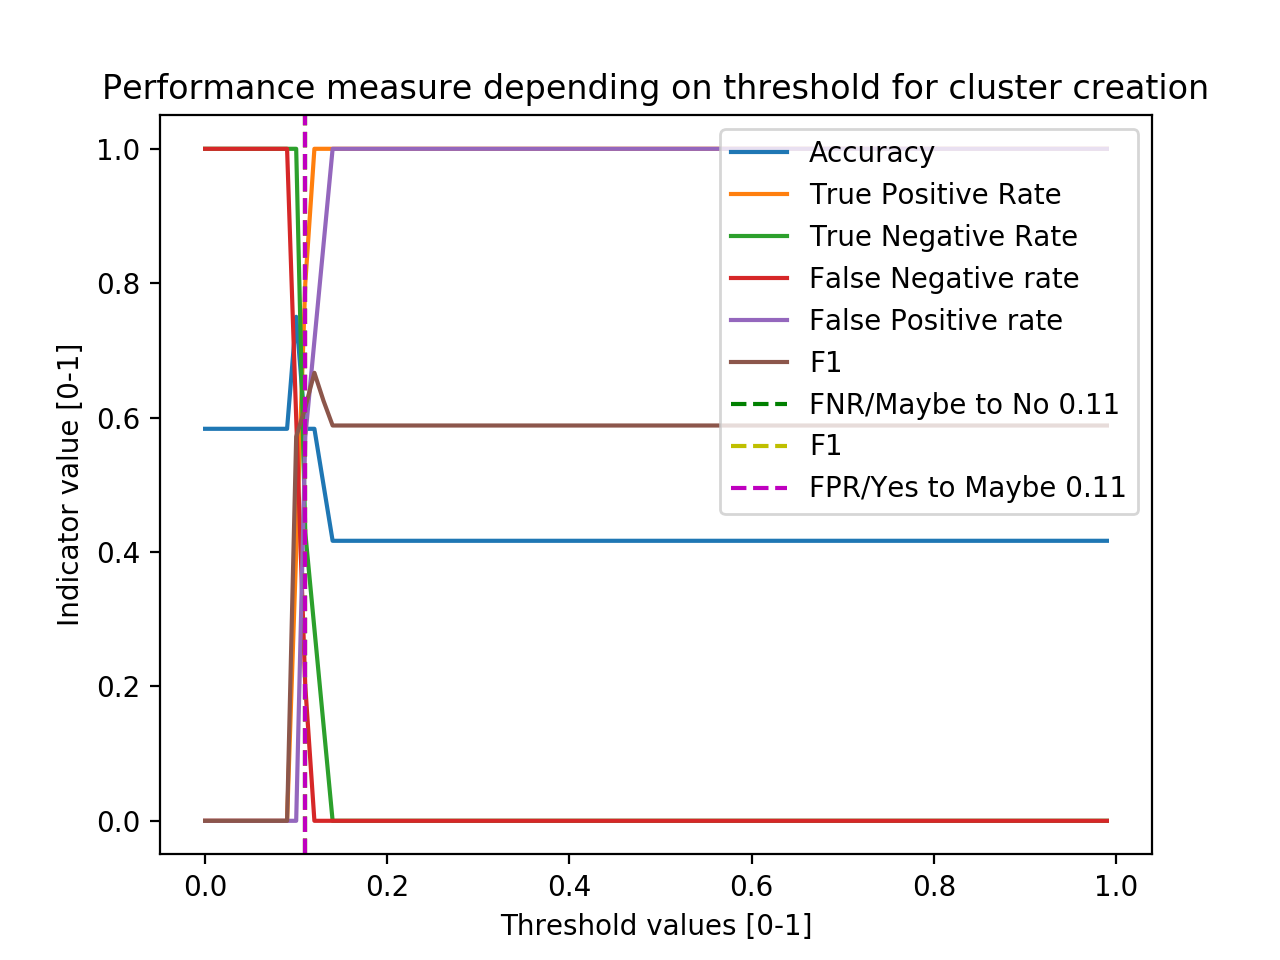 Performance measure depending on threshold for cluster creation
1.0
0.8
0.6
0.4
0.2
0.0
Indicator value [0-1]
Accuracy
True Positive Rate
True Negative Rate
False Negative rate
False Positive rate
F1
FNR/Maybe to No 0.11
F1
FPR/Yes to Maybe 0.11
0.0 0.2 0.4 0.6 0.8 1.0
Threshold values [0-1]